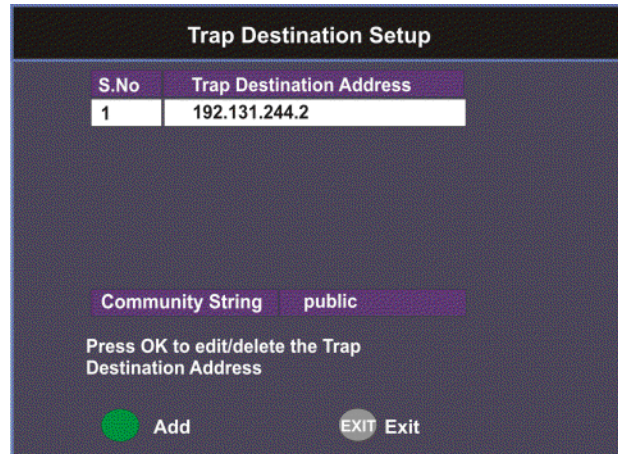 Trap Destination Setup
S.No Trap Destination Address
1 192.131.244.2
Community String public
Press OK to edit/delete the Trap
Destination Address
Add EXIT Exit